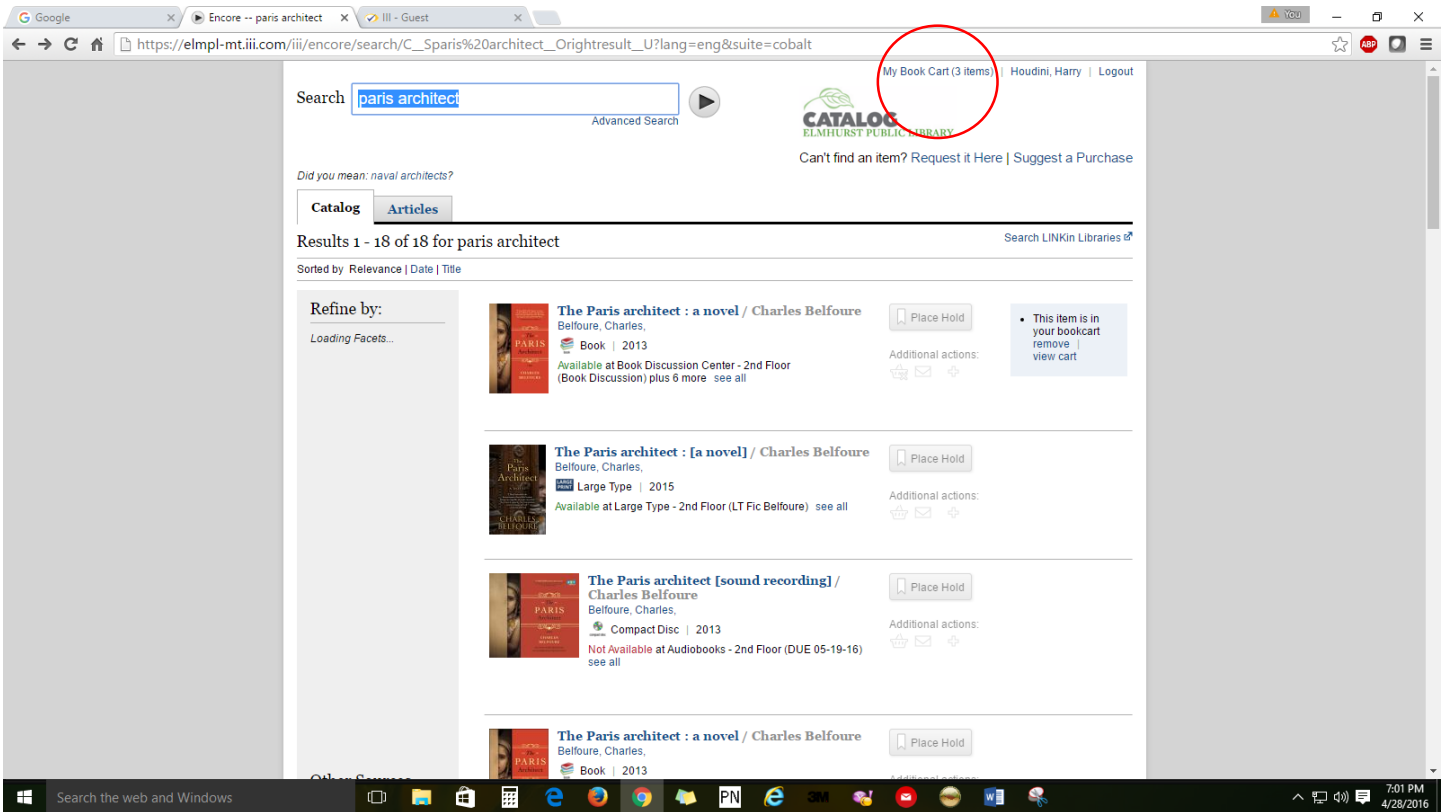 Google
Encore -- paris architect
III - Guest
You
https://elmpl-mt.iii.com/iii/encore/search/C__Sparis%20architect__Orightresult__U?lang=eng&suite=cobalt
ABP
My Book Cart (3 items) | Houdini, Harry | Logout
Search paris architect
Advanced Search
CATALOG
ELMHURST PUBLIC LIBRARY
Can't find an item? Request it Here | Suggest a Purchase
Did you mean: naval architects?
Catalog Articles
Results 1 - 18 of 18 for paris architect
Search LINKin Libraries
Sorted by Relevance | Date | Title
Refine by:
Loading Facets...
PARIS
The Paris architect : a novel / Charles Belfoure
Belfoure, Charles,
Book | 2013
Available at Book Discussion Center - 2nd Floor
(Book Discussion) plus 6 more see all
Place Hold
Additional actions:
This item is in
your bookcart
remove |
view cart
The
Paris
Architect
CHARLES
BELFOURE
The Paris architect : [a novel] / Charles Belfoure
Belfoure, Charles,
LARGE
PRINT
Large Type | 2015
Available at Large Type - 2nd Floor (LT Fic Belfoure) see all
Place Hold
Additional actions:
PARIS
Architect
The Paris architect [sound recording] /
Charles Belfoure
Belfoure, Charles,
Compact Disc | 2013
Not Available at Audiobooks - 2nd Floor (DUE 05-19-16)
see all
Place Hold
Additional actions:
PARIS
The Paris architect : a novel / Charles Belfoure
Belfoure, Charles,
Book | 2013
Place Hold
Additional actions:
Other Sources
Search the web and Windows
PN
3M
7:01 PM
4/28/2016